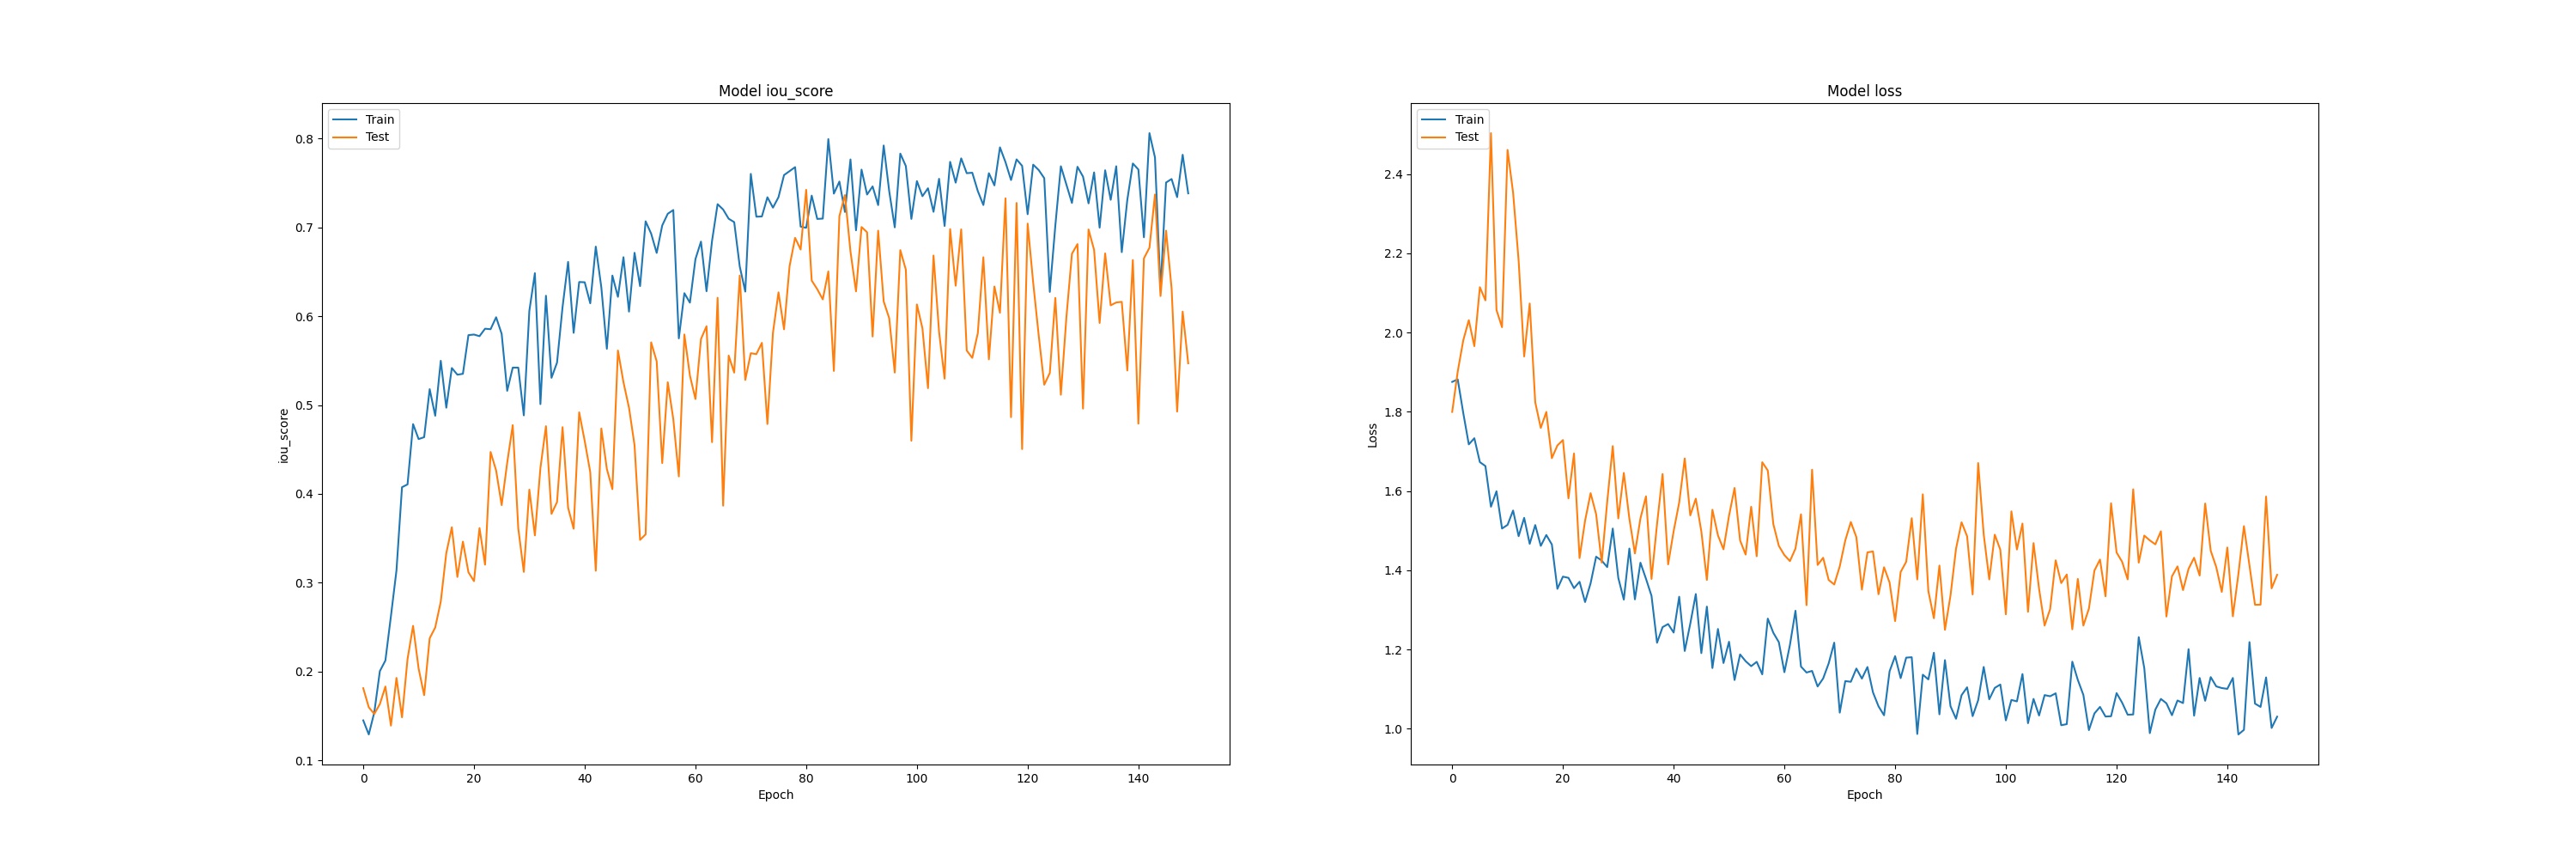 Model iou_score
Train
Test
0.8
0.7
0.6
0.5
0.4
0.3
0.2
0.1
iou_score
0 20 40 60 80 100 120 140
Epoch
Model loss
Train
Test
2.4
2.2
2.0
1.8
1.6
1.4
1.2
1.0
Loss
0 20 40 60 80 100 120 140
Epoch